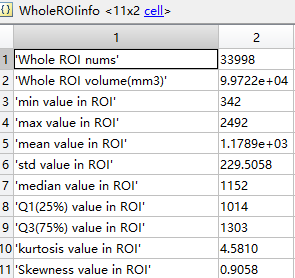 {} WholeROIinfo <11x2 cell>
1 2
1 'Whole ROI nums' 33998
2 'Whole ROI volume(mm3)' 9.9722e+04
3 'min value in ROI' 342
4 'max value in ROI' 2492
5 'mean value in ROI' 1.1789e+03
6 'std value in ROI' 229.5058
7 'median value in ROI' 1152
8 'Q1(25%) value in ROI' 1014
9 'Q3(75%) value in ROI' 1303
10 'kurtosis value in ROI' 4.5810
11 'Skewness value in ROI' 0.9058